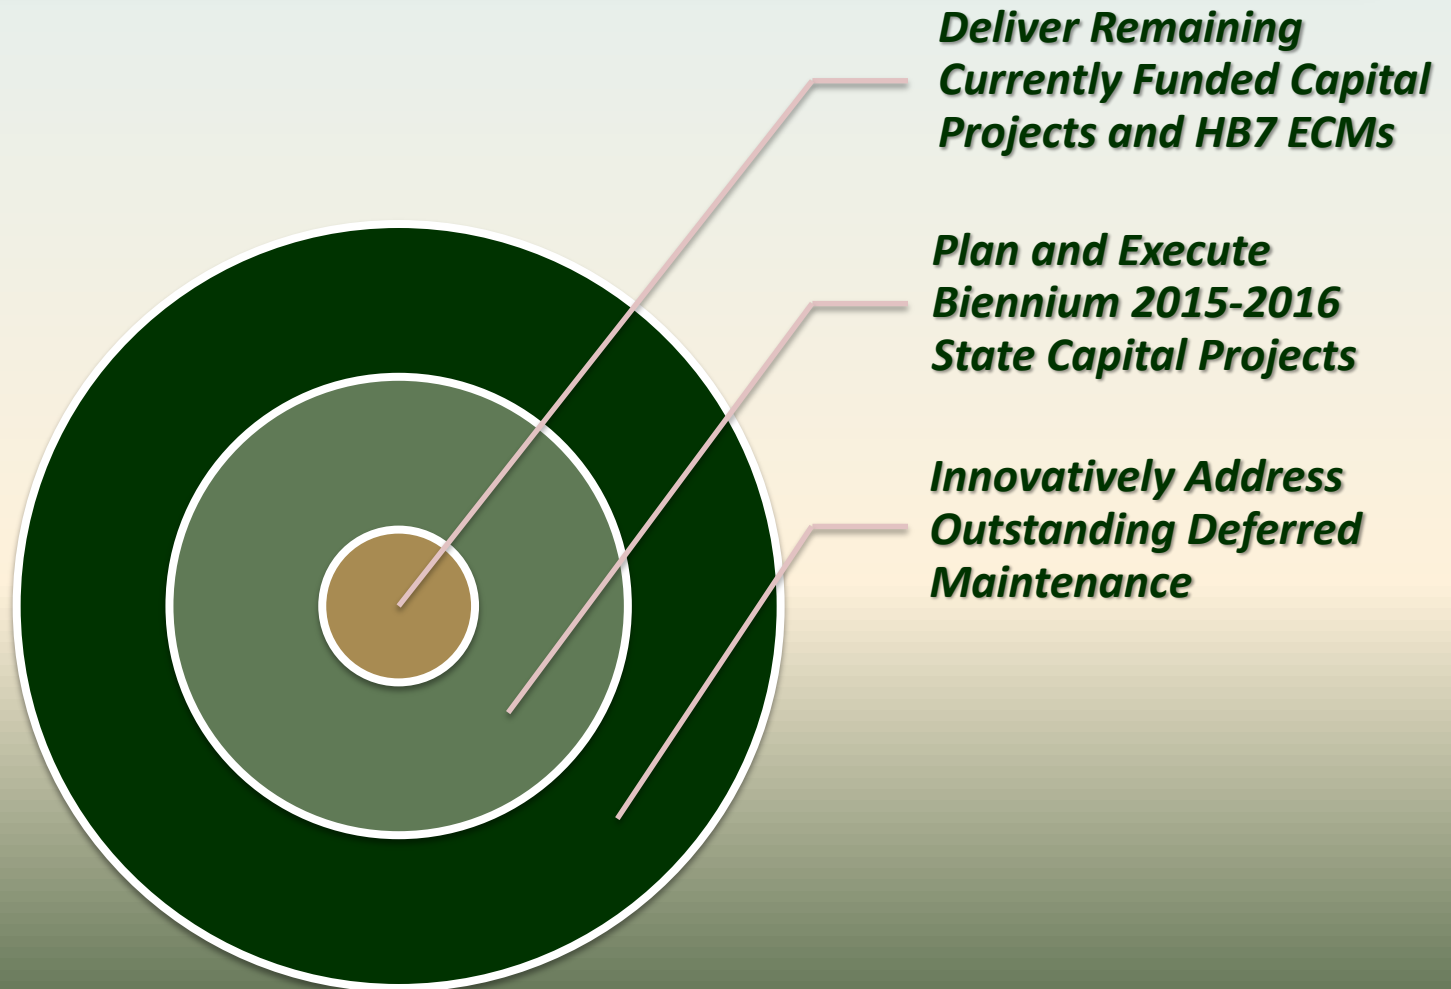 Deliver Remaining
Currently Funded Capital
Projects and HB7 ECMs
Plan and Execute
Biennium 2015-2016
State Capital Projects
Innovatively Address
Outstanding Deferred
Maintenance